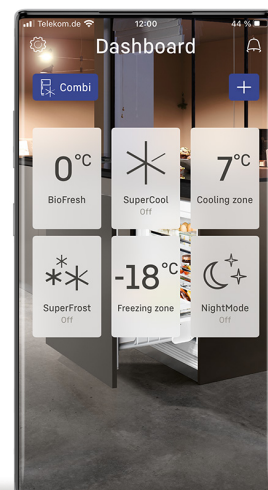 Telekom.de 12:00 44 %
Dashboard
Combi
+
0°C
BioFresh
SuperCool
Off
7°C
Cooling zone
SuperFrost
Off
-18°C
Freezing zone
NightMode
Off